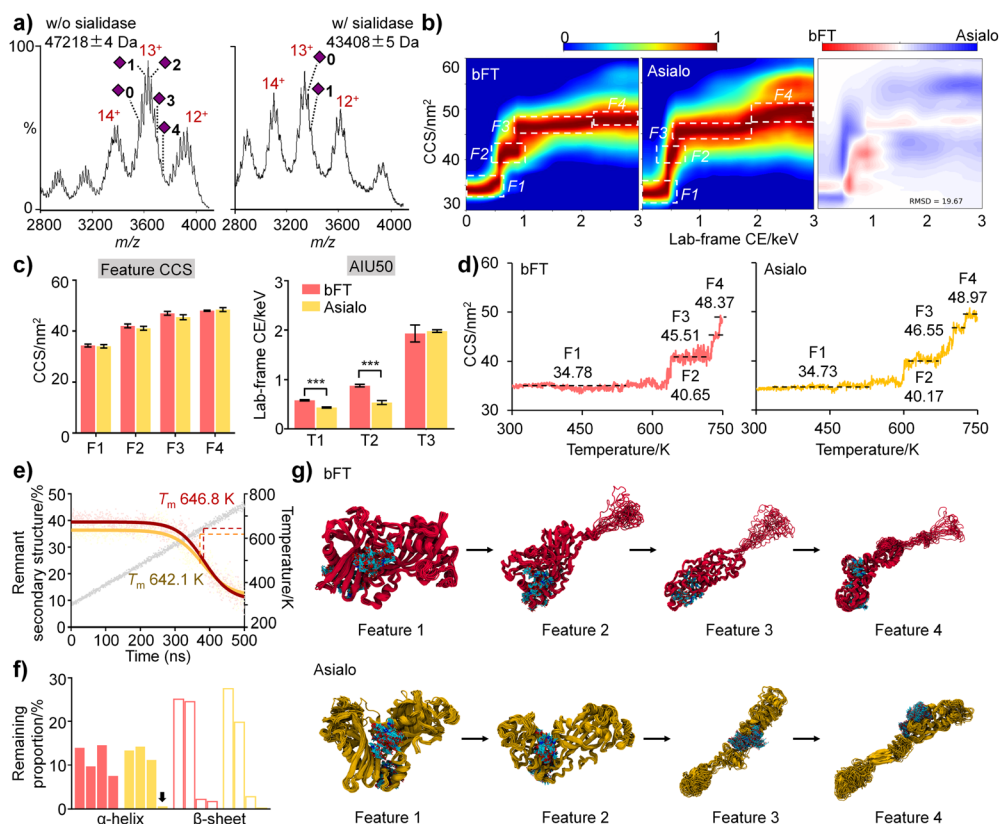 a)
w/o sialidase
47218±4 Da
w/ sialidase
43408±5 Da
100
%
0
13+
1
2
0
3
4
14+
12+
13+
0
1
14+
12+
2800 3200 3600 4000
m/z
2800 3200 3600 4000
m/z
b)
0 1
bFT Asialo
CCS/nm²
60
50
40
30
bFT
F1
F2
F3
F4
Asialo
F1
F2
F3
F4
RMSD = 19.67
0 1 2 3
1 2 3
1 2 3
Lab-frame CE/keV
c)
Feature CCS
CCS/nm²
60
40
20
0
F1 F2 F3 F4
AIU50
bFT
Asialo
Lab-frame CE/keV
3
2
1
0
***
***
T1 T2 T3
d)
bFT
CCS/nm²
60
50
40
30
F1
34.78
F2
40.65
F3
45.51
F4
48.37
300 450 600 750
Temperature/K
Asialo
60
50
40
30
F1
34.73
F2
40.17
F3
46.55
F4
48.97
300 450 600 750
Temperature/K
e)
Remnant
secondary structure/%
50
40
30
20
10
0
Tm 646.8 K
Tm 642.1 K
800
700
600
500
400
300
200
Temperature/K
0 100 200 300 400 500
Time (ns)
f)
Remaining
proportion/%
30
20
10
0
α-helix β-sheet
g)
bFT
Feature 1 Feature 2 Feature 3 Feature 4
Asialo
Feature 1 Feature 2 Feature 3 Feature 4